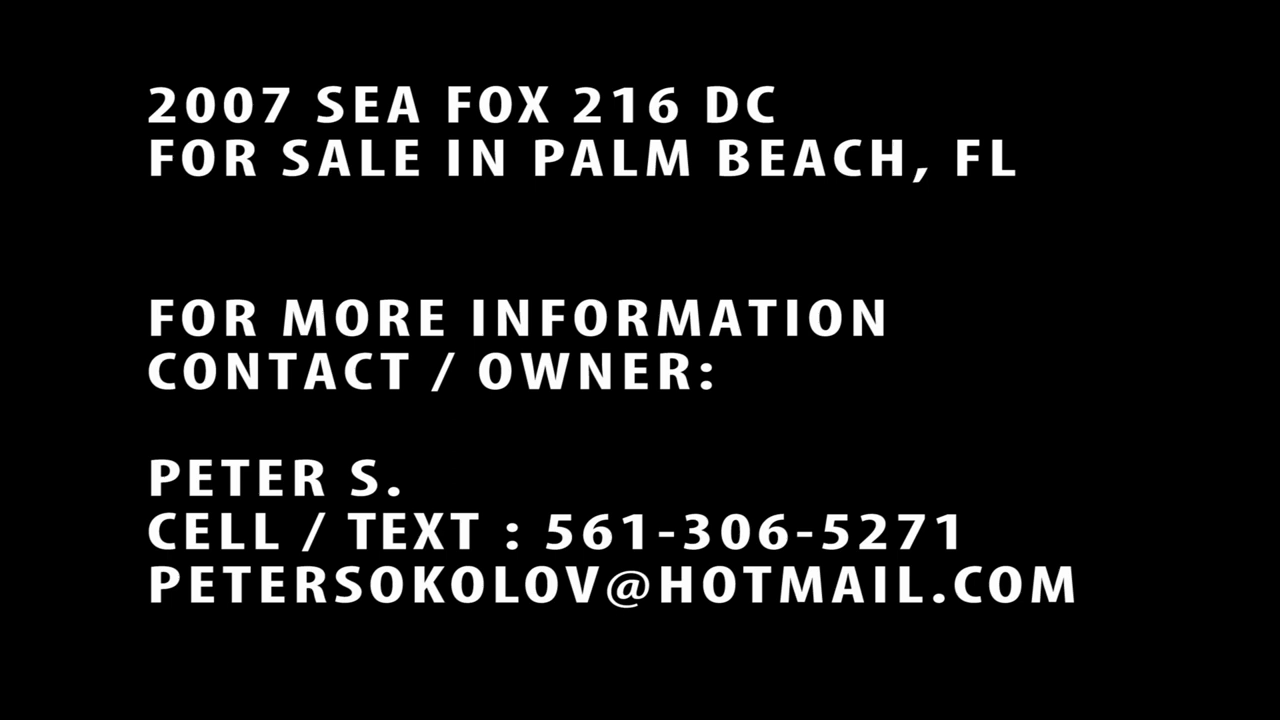 2007 SEA FOX 216 DC
FOR SALE IN PALM BEACH, FL
FOR MORE INFORMATION
CONTACT / OWNER:
PETER S.
CELL / TEXT : 561-306-5271
PETERSOKOLOV@HOTMAIL.COM